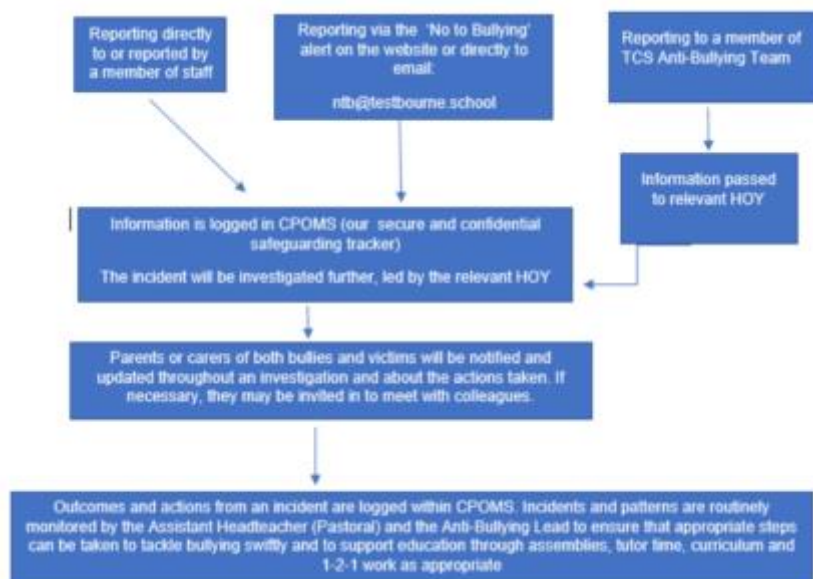 Reporting directly
to or reported by
a member of staff
Reporting via the 'No to Bullying'
alert on the website or directly to
email:
ntb@testbourne.school
Reporting to a member of
TCS Anti-Bullying Team
Information passed
to relevant HOY
Information is logged in CPOMS (our secure and confidential
safeguarding tracker)
The incident will be investigated further, led by the relevant HOY
Parents or carers of both bullies and victims will be notified and
updated throughout an investigation and about the actions taken. If
necessary, they may be invited in to meet with colleagues.
Outcomes and actions from an incident are logged within CPOMS. Incidents and patterns are routinely
monitored by the Assistant Headteacher (Pastoral) and the Anti-Bullying Lead to ensure that appropriate steps
can be taken to tackle bullying swiftly and to support education through assemblies, tutor time, curriculum and
1-2-1 work as appropriate